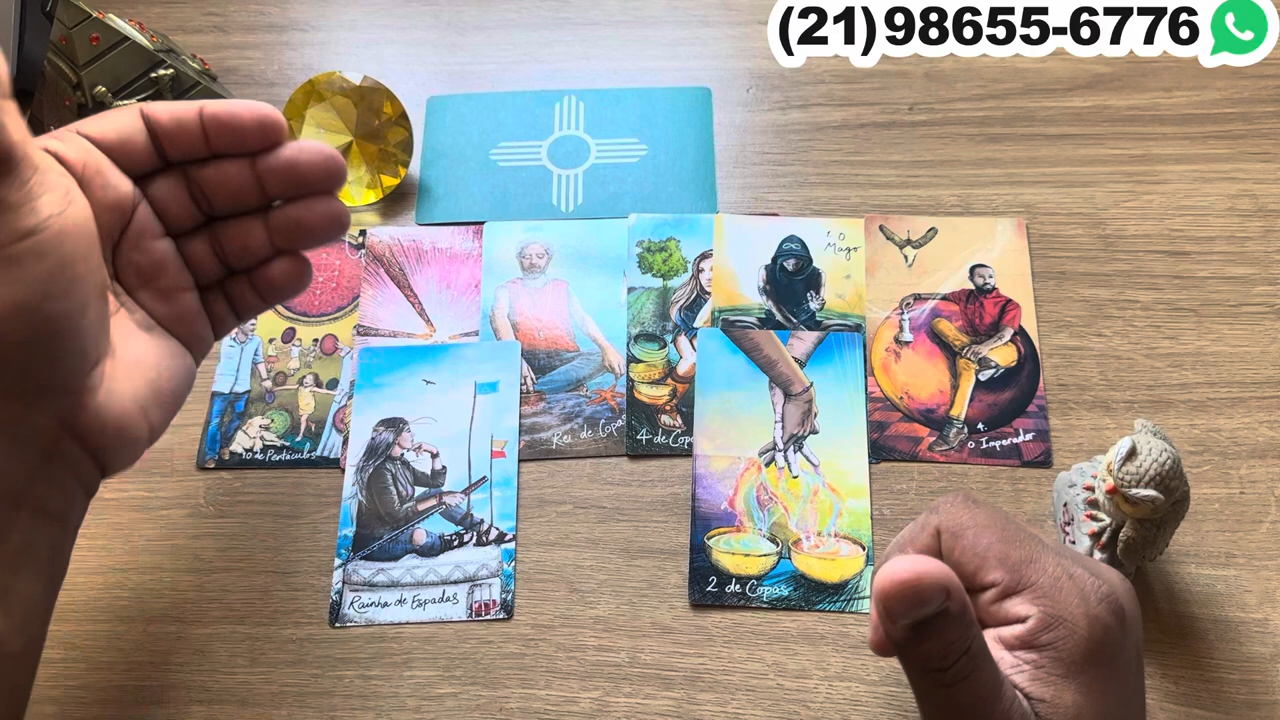 (21)98655-6776
1. O
Mago
Rei de Copas
4 de Copas
4.
O Imperador
10 de Pentáculos
2 de Copas
Rainha de Espadas